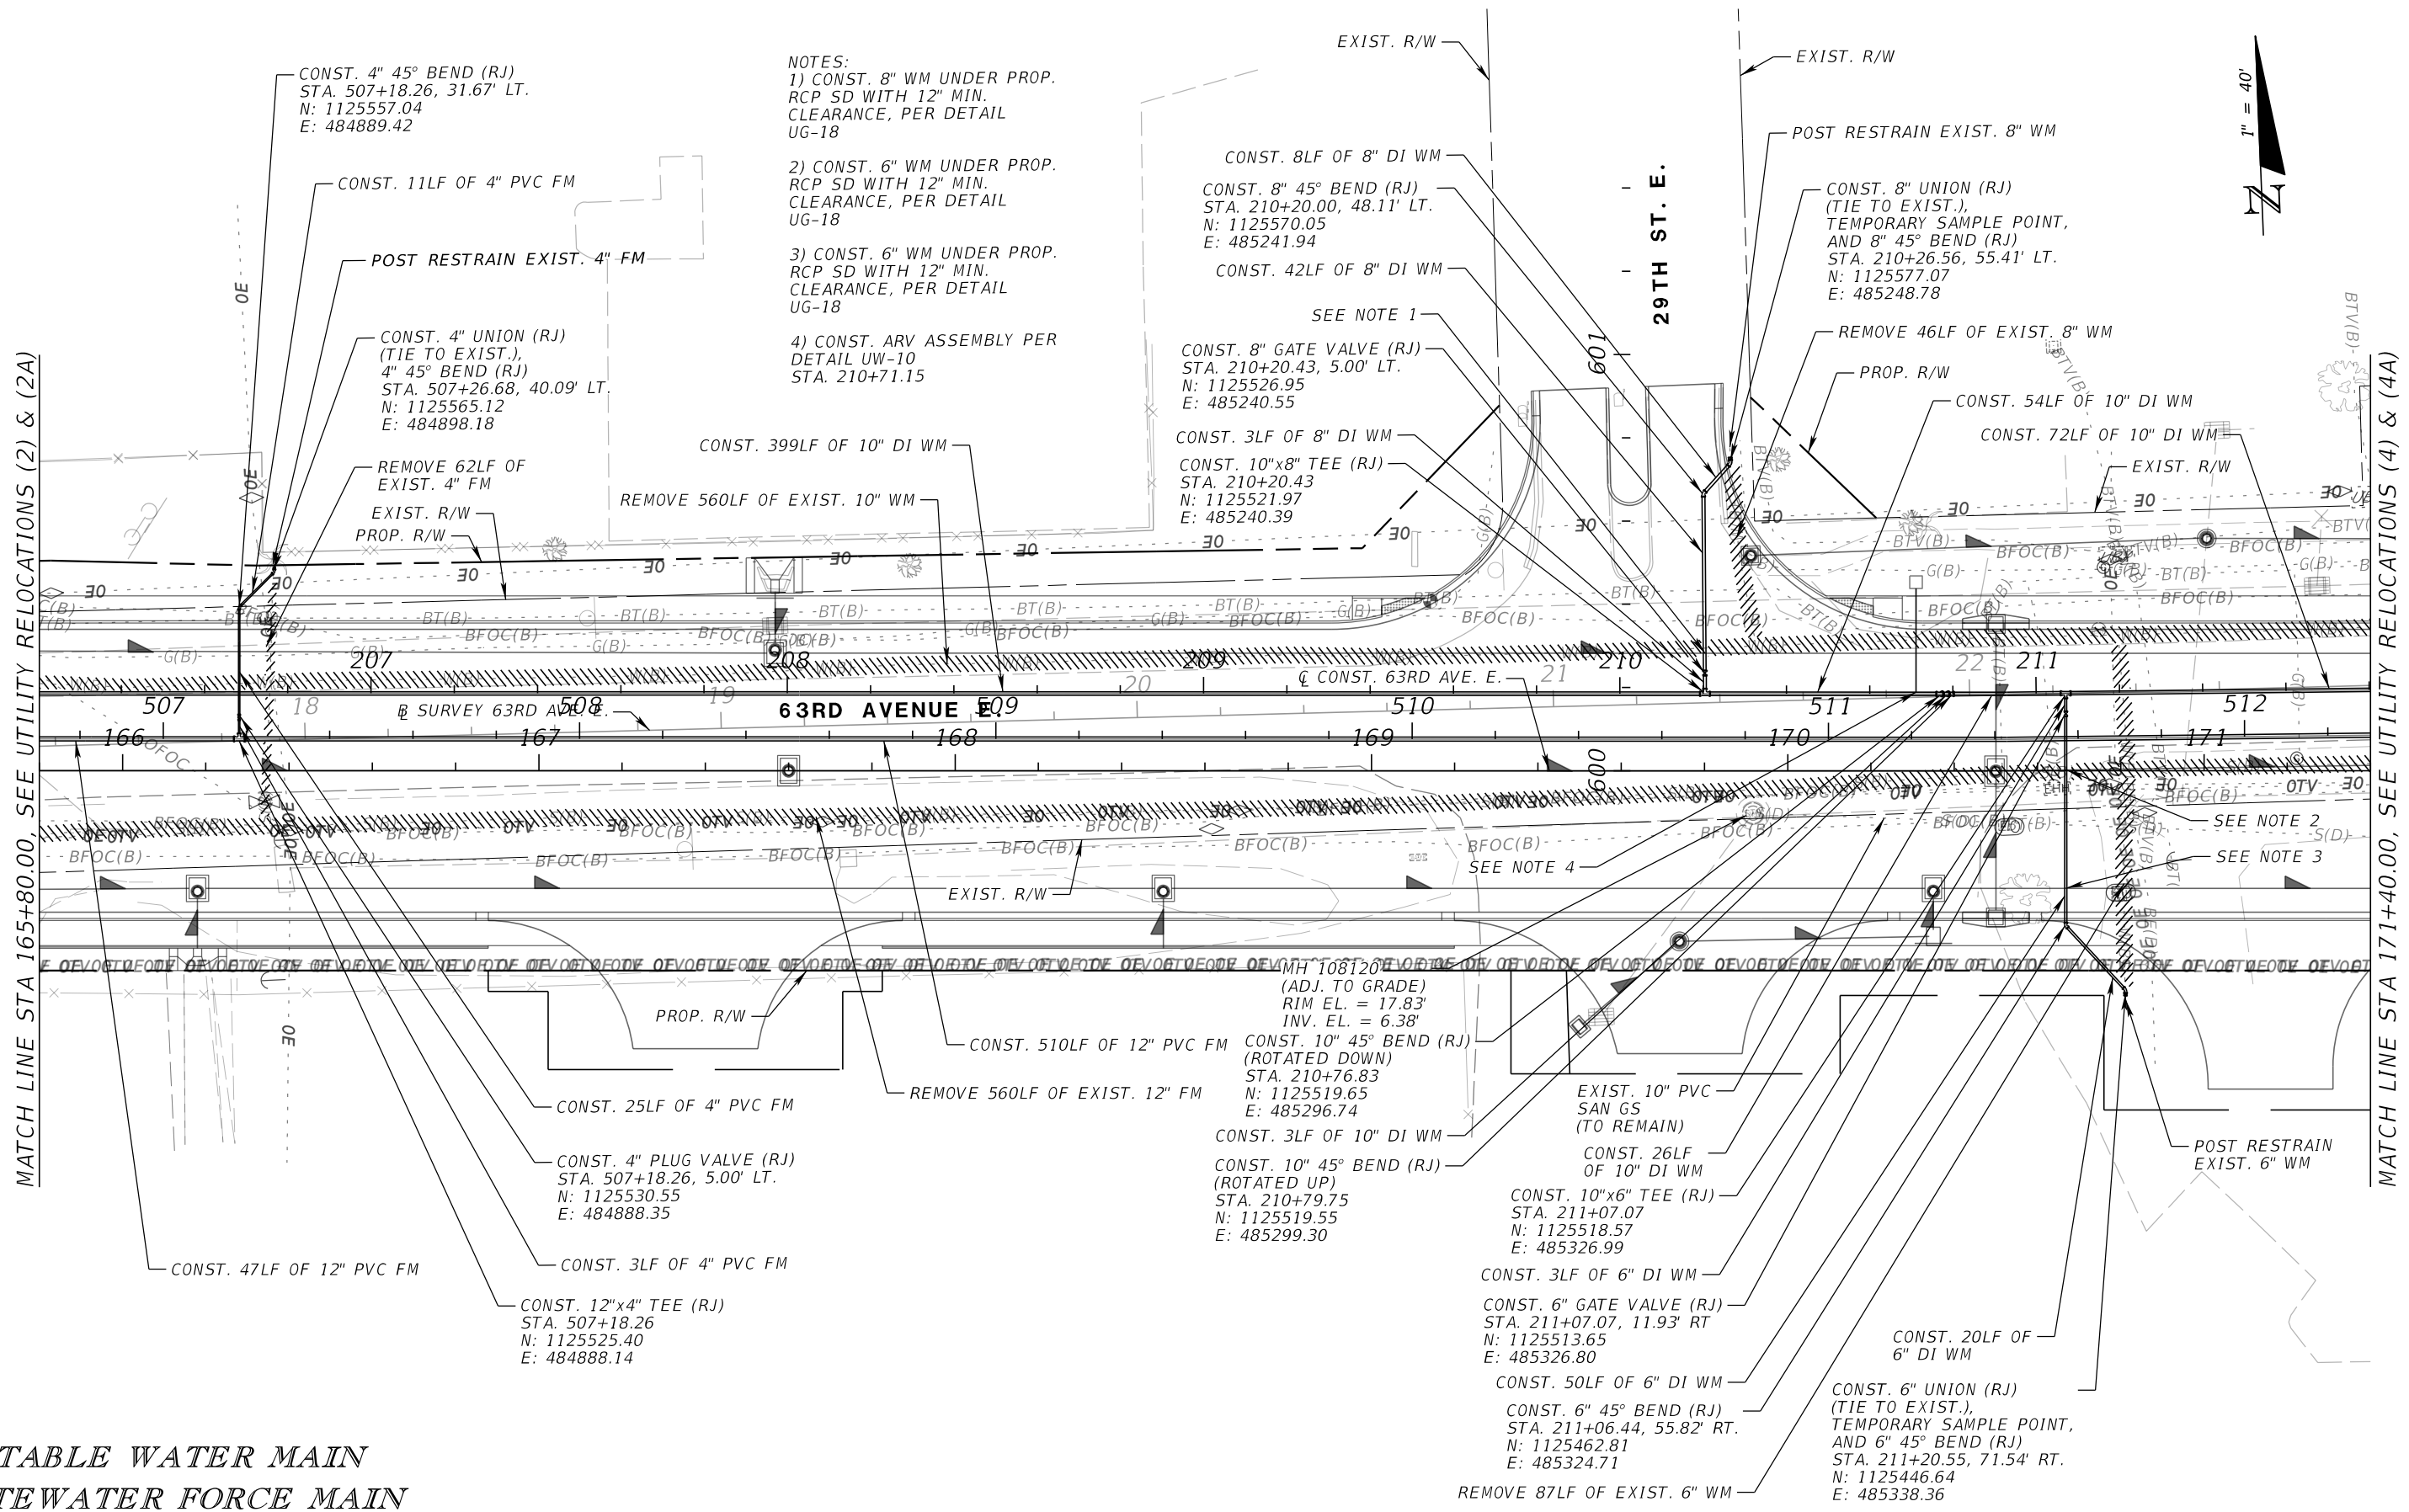 CONST. 4" 45° BEND (RJ)
STA. 507+18.26, 31.67' LT.
N: 1125557.04
E: 484889.42
CONST. 11LF OF 4" PVC FM
POST RESTRAIN EXIST. 4" FM
CONST. 4" UNION (RJ)
(TIE TO EXIST.),
4" 45° BEND (RJ)
STA. 507+26.68, 40.09' LT.
N: 1125565.12
E: 484898.18
REMOVE 62LF OF
EXIST. 4" FM
EXIST. R/W
PROP. R/W
NOTES:
1) CONST. 8" WM UNDER PROP.
RCP SD WITH 12" MIN.
CLEARANCE, PER DETAIL
UG-18
2) CONST. 6" WM UNDER PROP.
RCP SD WITH 12" MIN.
CLEARANCE, PER DETAIL
UG-18
3) CONST. 6" WM UNDER PROP.
RCP SD WITH 12" MIN.
CLEARANCE, PER DETAIL
UG-18
4) CONST. ARV ASSEMBLY PER
DETAIL UW-10
STA. 210+71.15
CONST. 399LF OF 10" DI WM
REMOVE 560LF OF EXIST. 10" WM
EXIST. R/W
EXIST. R/W
CONST. 8LF OF 8" DI WM
CONST. 8" 45° BEND (RJ)
STA. 210+20.00, 48.11' LT.
N: 1125570.05
E: 485241.94
CONST. 42LF OF 8" DI WM
SEE NOTE 1
CONST. 8" GATE VALVE (RJ)
STA. 210+20.43, 5.00' LT.
N: 1125526.95
E: 485240.55
CONST. 3LF OF 8" DI WM
CONST. 10"x8" TEE (RJ)
STA. 210+20.43
N: 1125521.97
E: 485240.39
29TH ST. E.
601
POST RESTRAIN EXIST. 8" WM
CONST. 8" UNION (RJ)
(TIE TO EXIST.),
TEMPORARY SAMPLE POINT,
AND 8" 45° BEND (RJ)
STA. 210+26.56, 55.41' LT.
N: 1125577.07
E: 485248.78
REMOVE 46LF OF EXIST. 8" WM
PROP. R/W
CONST. 54LF OF 10" DI WM
CONST. 72LF OF 10" DI WM
EXIST. R/W
1" = 40'
N
MATCH LINE STA 165+80.00, SEE UTILITY RELOCATIONS (2) & (2A)
MATCH LINE STA 171+40.00, SEE UTILITY RELOCATIONS (4) & (4A)
207
208
209
210
211
18
19
20
21
22
℄ CONST. 63RD AVE. E.
507
508
509
510
511
512
B SURVEY 63RD AVE. E.
63RD AVENUE E.
166
167
168
169
170
171
600
SEE NOTE 2
SEE NOTE 3
SEE NOTE 4
EXIST. R/W
PROP. R/W
CONST. 510LF OF 12" PVC FM
REMOVE 560LF OF EXIST. 12" FM
CONST. 25LF OF 4" PVC FM
CONST. 4" PLUG VALVE (RJ)
STA. 507+18.26, 5.00' LT.
N: 1125530.55
E: 484888.35
CONST. 47LF OF 12" PVC FM
CONST. 3LF OF 4" PVC FM
CONST. 12"x4" TEE (RJ)
STA. 507+18.26
N: 1125525.40
E: 484888.14
MH 108120
(ADJ. TO GRADE)
RIM EL. = 17.83'
INV. EL. = 6.38'
CONST. 10" 45° BEND (RJ)
(ROTATED DOWN)
STA. 210+76.83
N: 1125519.65
E: 485296.74
CONST. 3LF OF 10" DI WM
CONST. 10" 45° BEND (RJ)
(ROTATED UP)
STA. 210+79.75
N: 1125519.55
E: 485299.30
EXIST. 10" PVC
SAN GS
(TO REMAIN)
CONST. 26LF
OF 10" DI WM
CONST. 10"x6" TEE (RJ)
STA. 211+07.07
N: 1125518.57
E: 485326.99
CONST. 3LF OF 6" DI WM
CONST. 6" GATE VALVE (RJ)
STA. 211+07.07, 11.93' RT
N: 1125513.65
E: 485326.80
CONST. 50LF OF 6" DI WM
CONST. 6" 45° BEND (RJ)
STA. 211+06.44, 55.82' RT.
N: 1125462.81
E: 485324.71
REMOVE 87LF OF EXIST. 6" WM
POST RESTRAIN
EXIST. 6" WM
CONST. 20LF OF
6" DI WM
CONST. 6" UNION (RJ)
(TIE TO EXIST.),
TEMPORARY SAMPLE POINT,
AND 6" 45° BEND (RJ)
STA. 211+20.55, 71.54' RT.
N: 1125446.64
E: 485338.36
TABLE WATER MAIN
TEWATER FORCE MAIN